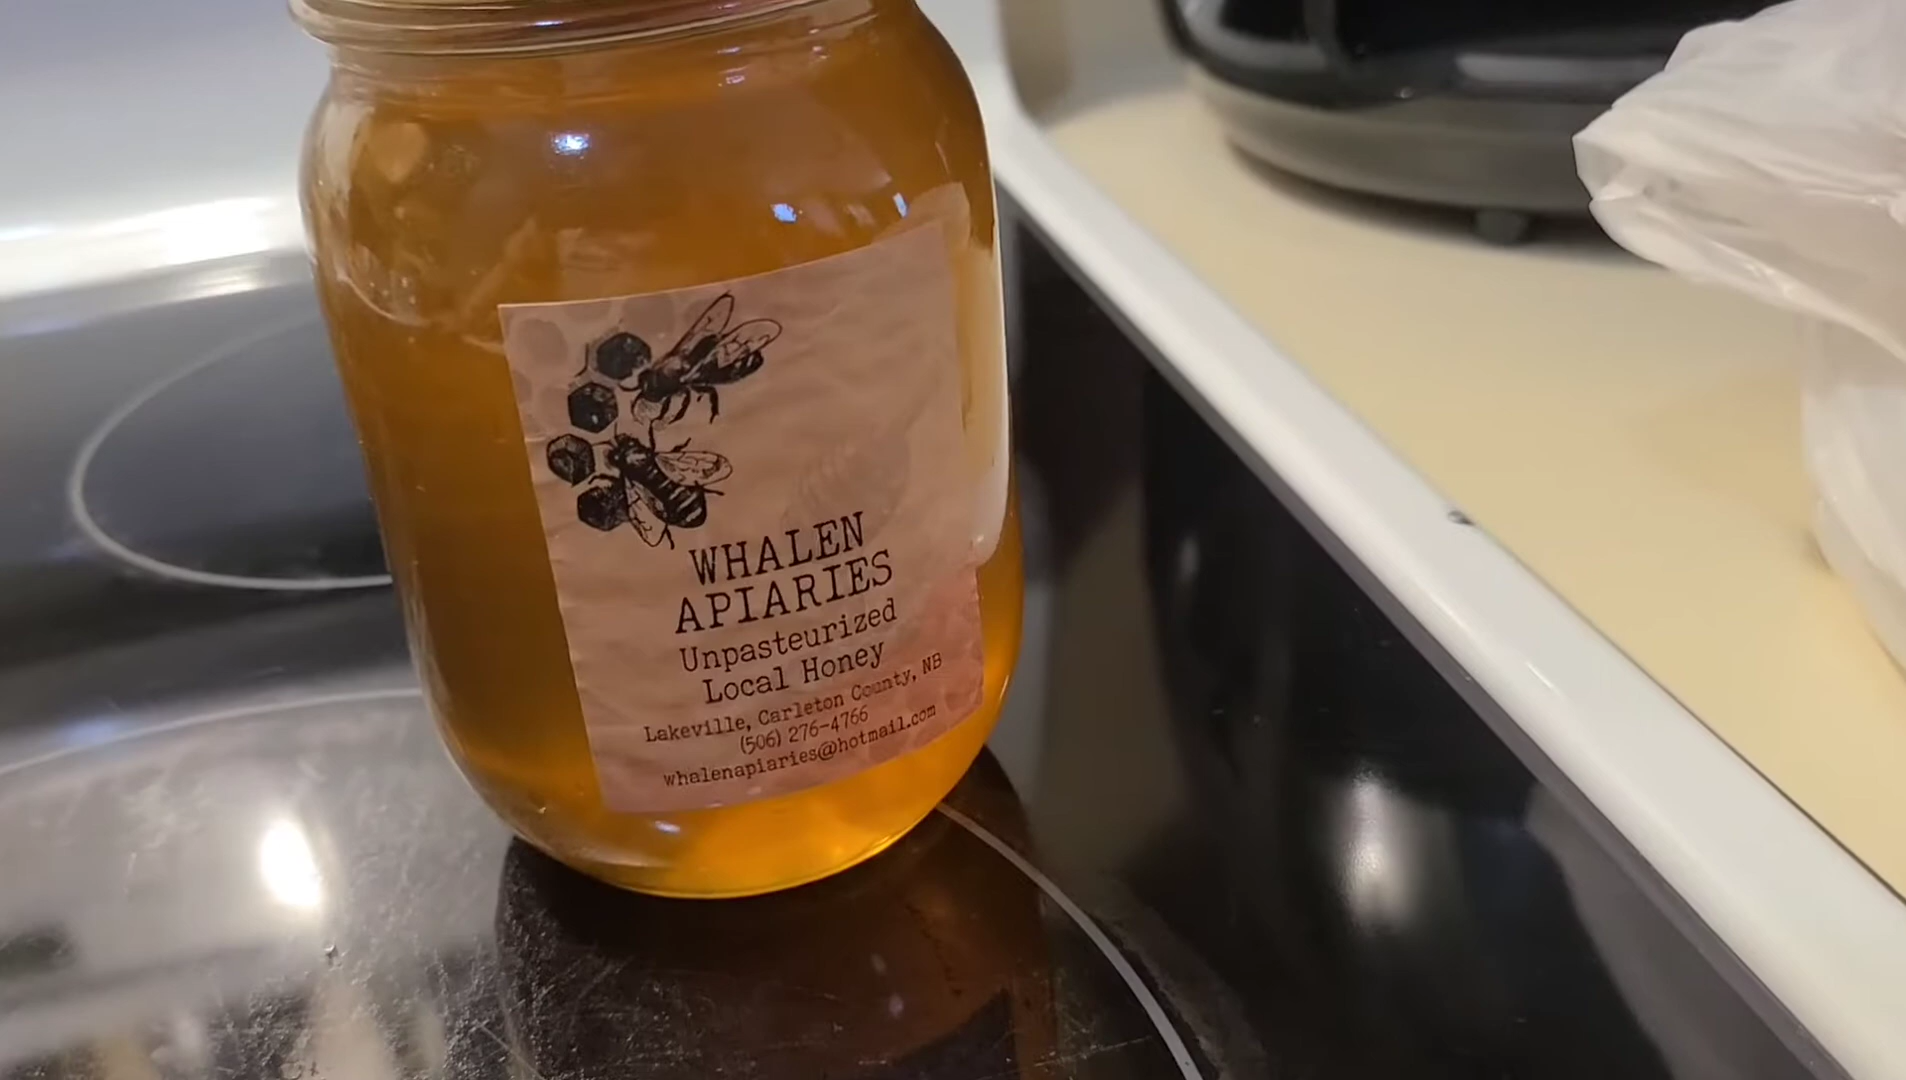 WHALEN
APIARIES
Unpasteurized
Local Honey
Lakeville, Carleton County, NB
(506) 276-4766
whalenapiaries@hotmail.com